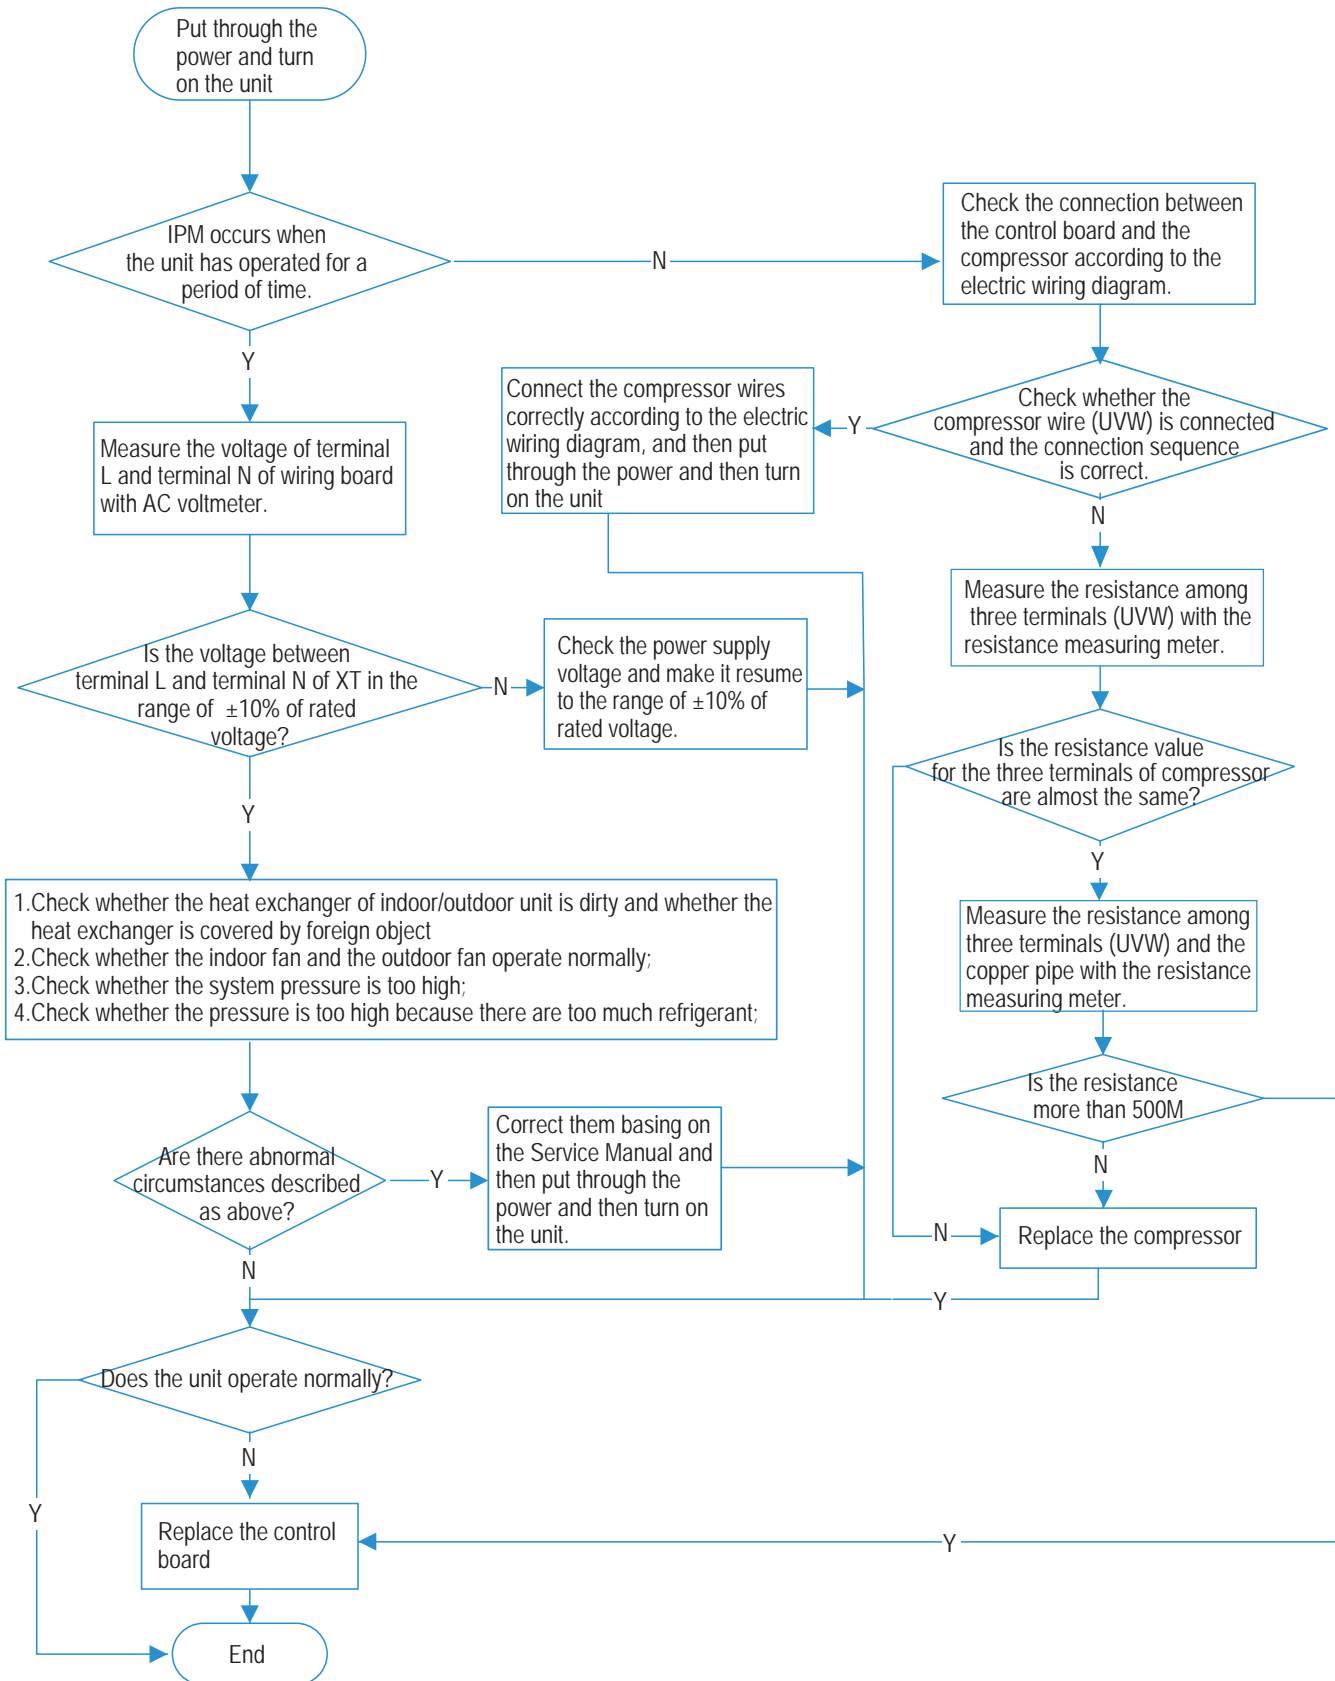 Put through the
power and turn
on the unit
IPM occurs when
the unit has operated for a
period of time.
N
Check the connection between
the control board and the
compressor according to the
electric wiring diagram.
Y
Connect the compressor wires
correctly according to the electric
wiring diagram, and then put
through the power and then turn
on the unit
Y
Check whether the
compressor wire (UVW) is connected
and the connection sequence
is correct.
Measure the voltage of terminal
L and terminal N of wiring board
with AC voltmeter.
N
Measure the resistance among
three terminals (UVW) with the
resistance measuring meter.
Is the voltage between
terminal L and terminal N of XT in the
range of ±10% of rated
voltage?
N
Check the power supply
voltage and make it resume
to the range of ±10% of
rated voltage.
Is the resistance value
for the three terminals of compressor
are almost the same?
Y
Y
1.Check whether the heat exchanger of indoor/outdoor unit is dirty and whether the
heat exchanger is covered by foreign object
2.Check whether the indoor fan and the outdoor fan operate normally;
3.Check whether the system pressure is too high;
4.Check whether the pressure is too high because there are too much refrigerant;
Measure the resistance among
three terminals (UVW) and the
copper pipe with the resistance
measuring meter.
Is the resistance
more than 500M
Are there abnormal
circumstances described
as above?
Y
Correct them basing on
the Service Manual and
then put through the
power and then turn on
the unit.
N
N
Replace the compressor
N
Y
Does the unit operate normally?
N
Y
Replace the control
board
Y
End